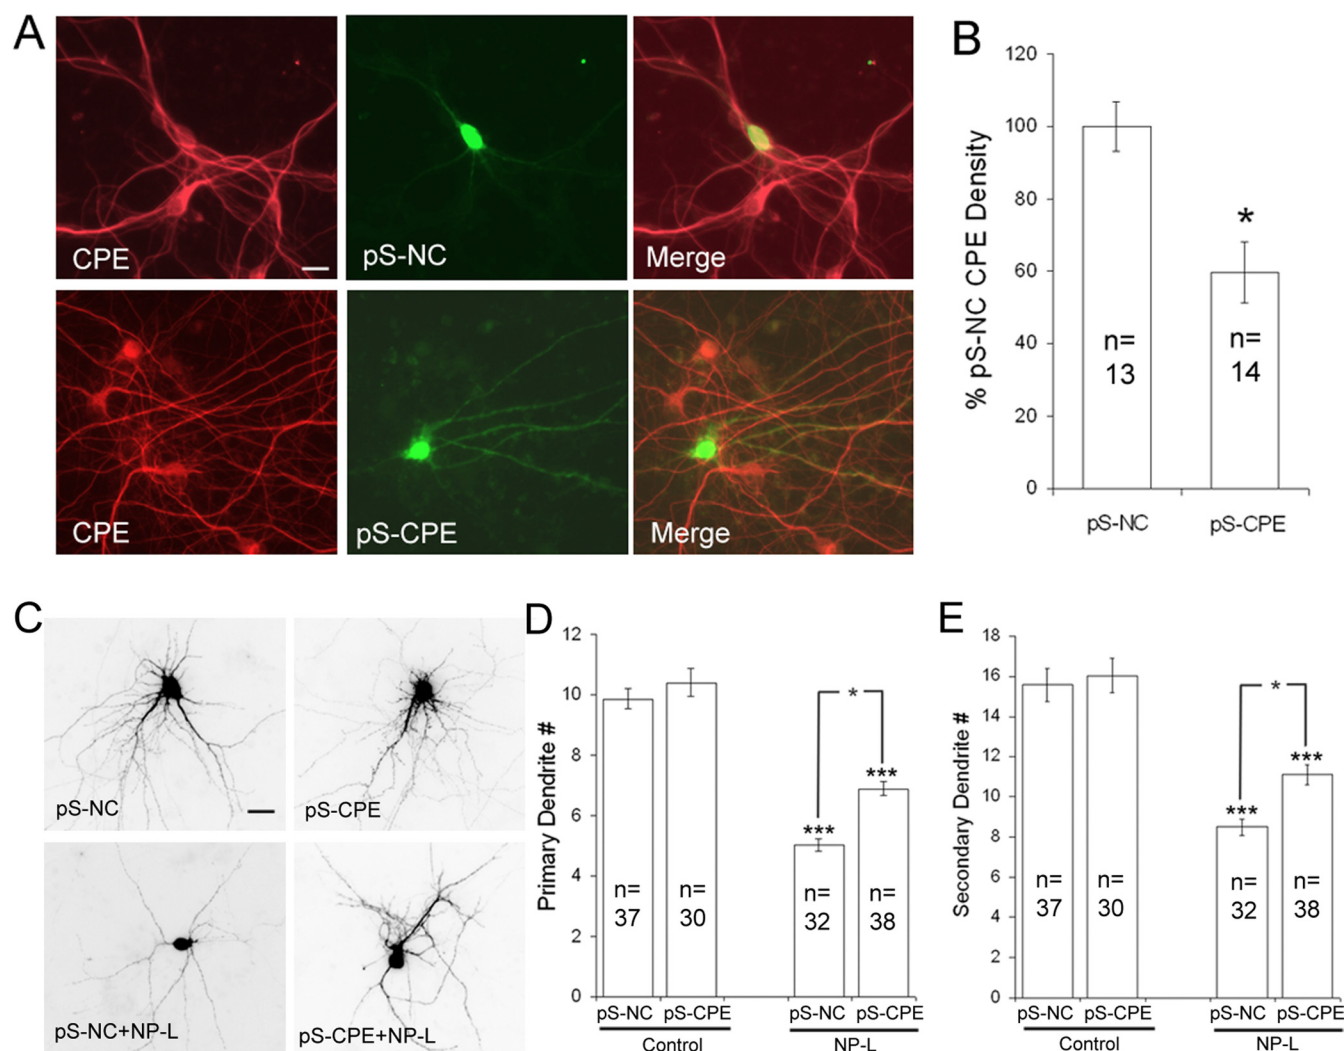 A
CPE
pS-NC
Merge
CPE
pS-CPE
Merge
B
% pS-NC CPE Density
120
100
80
60
40
20
0
*
n=
13
n=
14
pS-NC
pS-CPE
C
pS-NC
pS-CPE
pS-NC+NP-L
pS-CPE+NP-L
D
Primary Dendrite #
12
10
8
6
4
2
0
*
***
***
n=
37
n=
30
n=
32
n=
38
pS-NC pS-CPE
pS-NC pS-CPE
Control
NP-L
E
Secondary Dendrite #
18
16
14
12
10
8
6
4
2
0
*
***
***
n=
37
n=
30
n=
32
n=
38
pS-NC pS-CPE
pS-NC pS-CPE
Control
NP-L